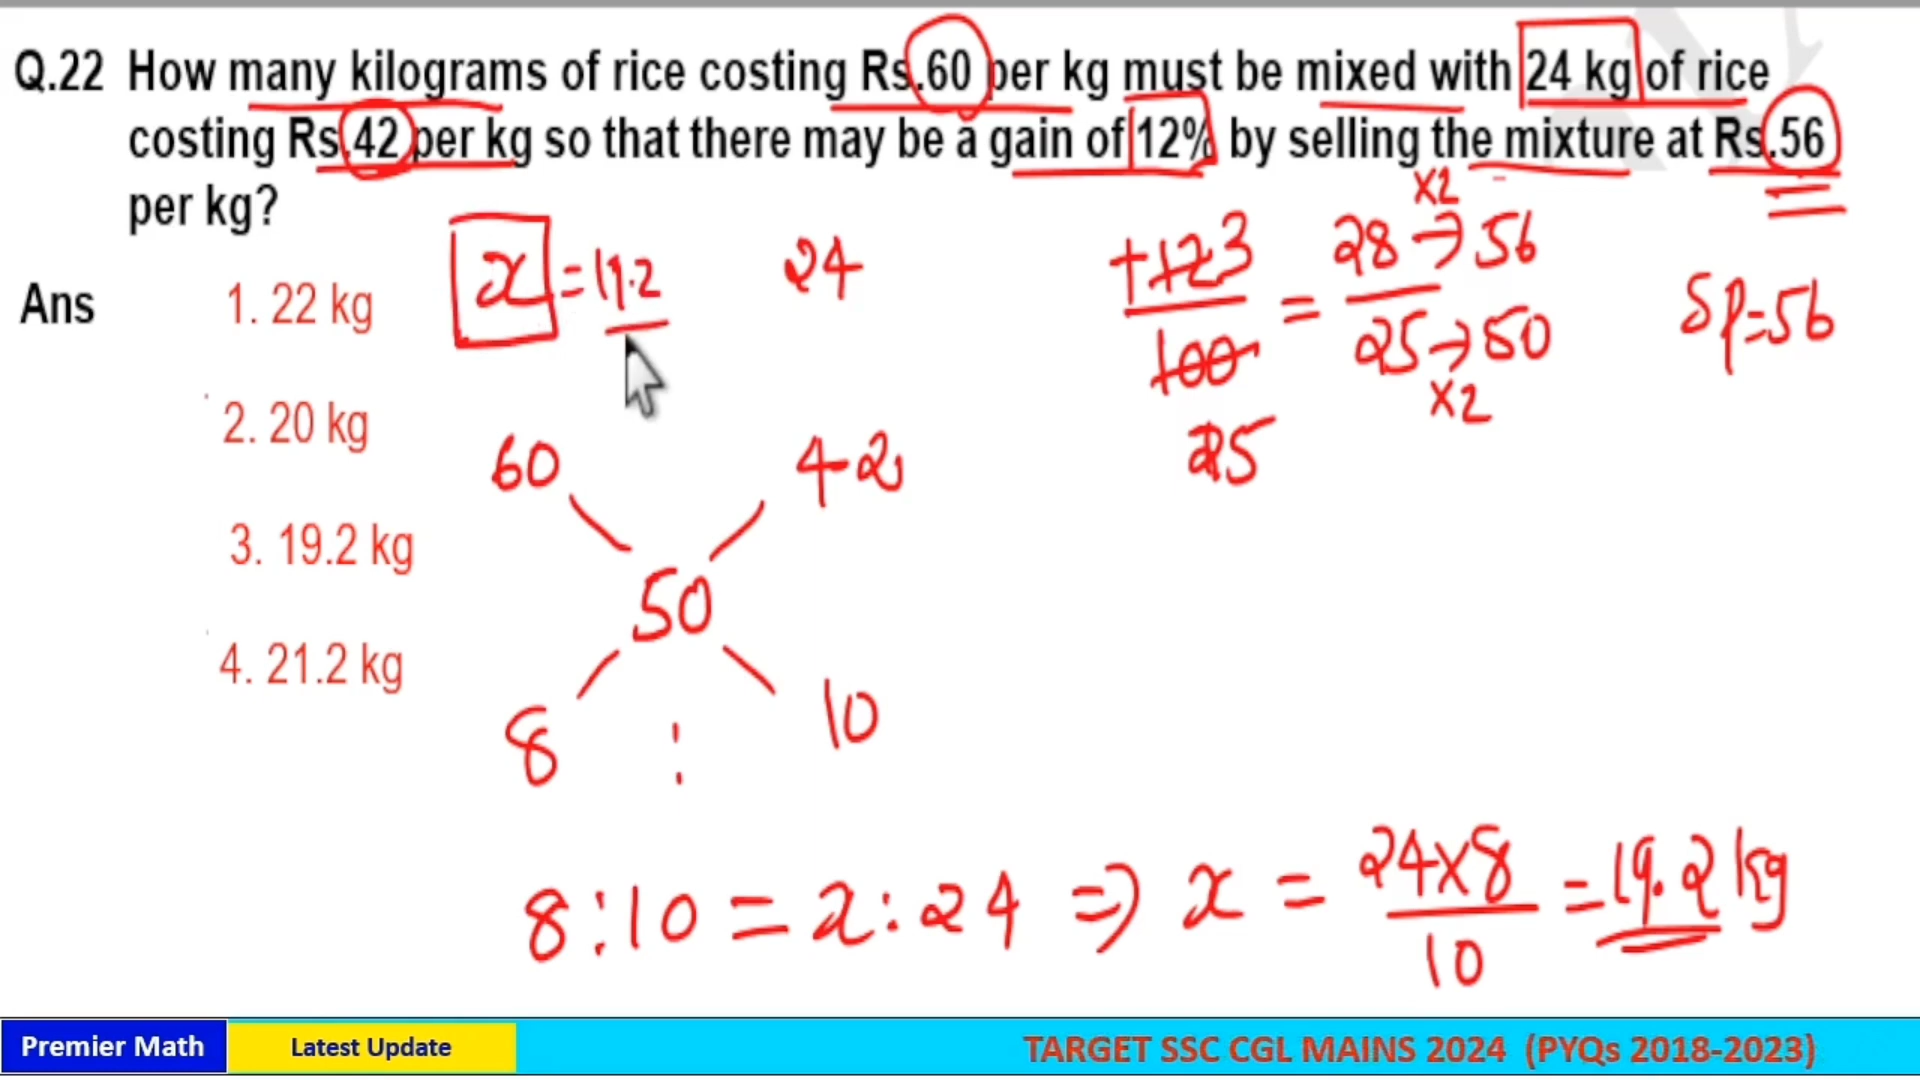 Q.22 How many kilograms of rice costing Rs.60 per kg must be mixed with 24 kg of rice
costing Rs.42 per kg so that there may be a gain of 12% by selling the mixture at Rs.56
per kg?
Ans
1. 22 kg
2. 20 kg
3. 19.2 kg
4. 21.2 kg
x = 19.2
24
+12 3
100
25
=
28 → 56
×2
25 → 50
×2
SP=56
60
42
50
8 : 10
8:10 = x:24 ⇒ x = 24×8 / 10 = 19.2 kg
Premier Math
Latest Update
TARGET SSC CGL MAINS 2024 (PYQs 2018-2023)